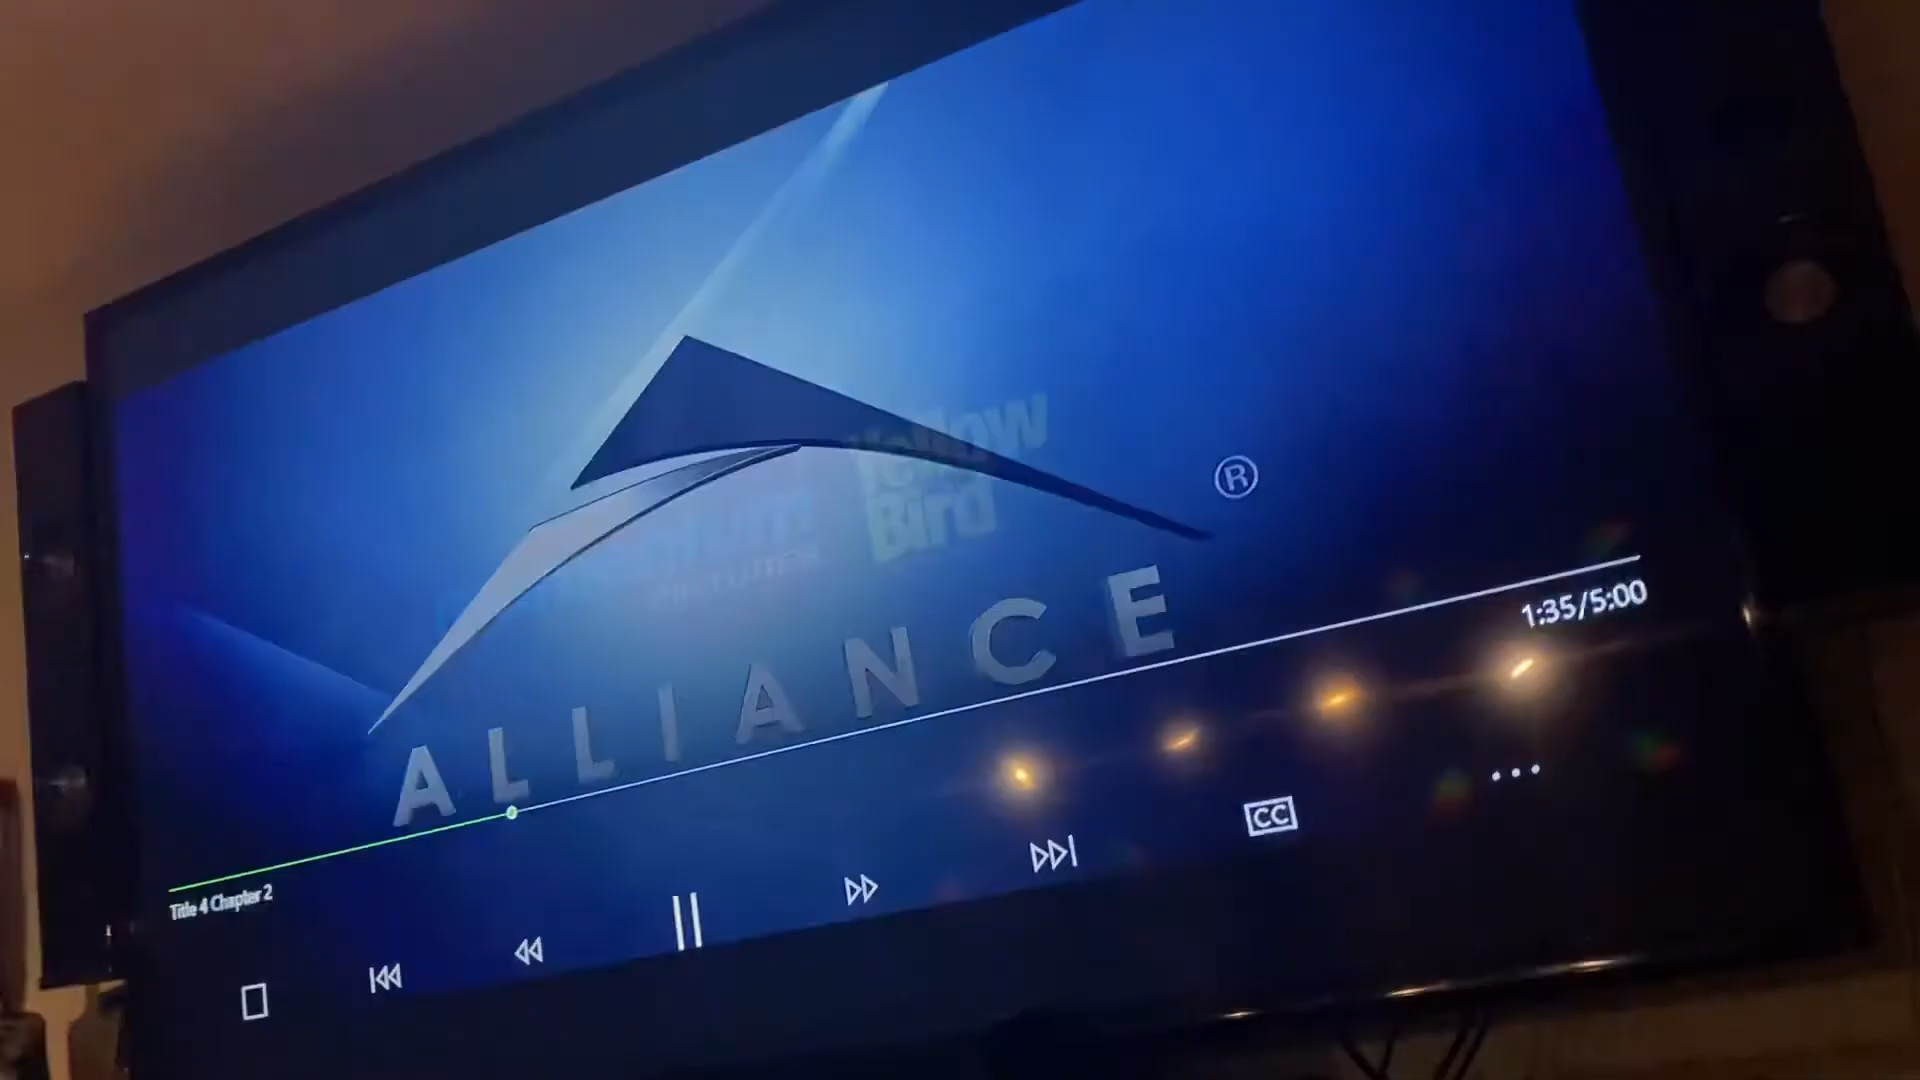 Yellow
Bird
®
ALLIANCE
1:35/5:00
Title 4 Chapter 2
CC